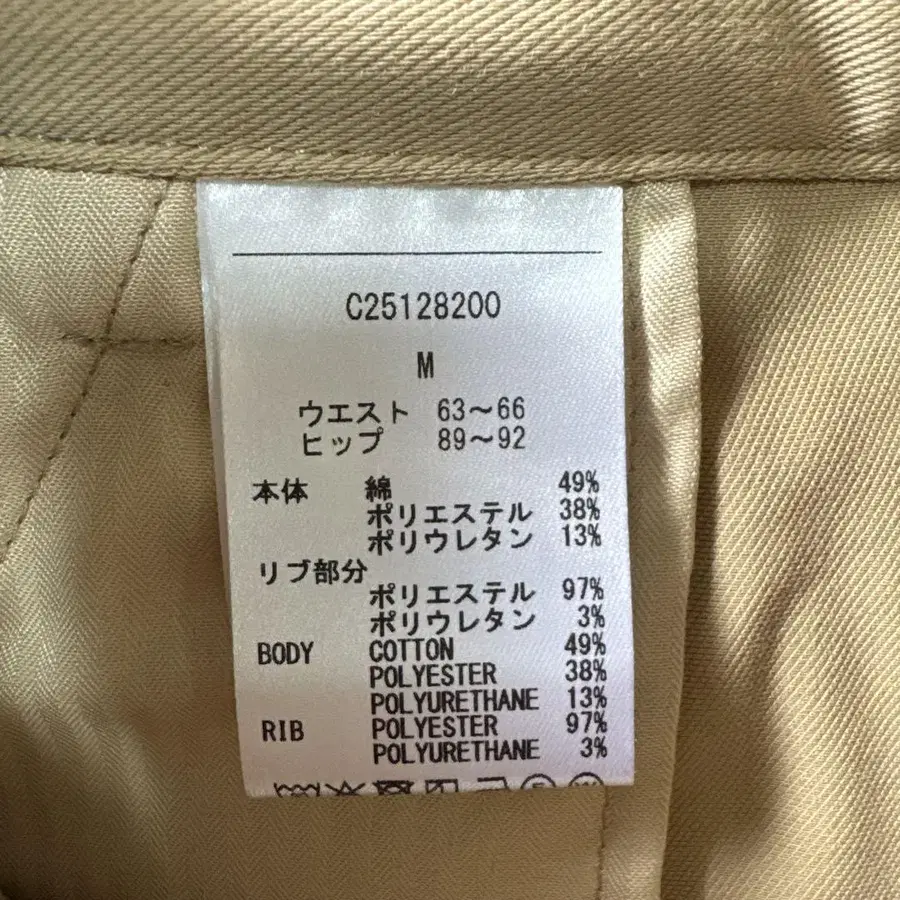 C25128200
M
ウエスト 63〜66
ヒップ 89〜92
本体 綿 49%
ポリエステル 38%
ポリウレタン 13%
リブ部分
ポリエステル 97%
ポリウレタン 3%
BODY COTTON 49%
POLYESTER 38%
POLYURETHANE 13%
RIB POLYESTER 97%
POLYURETHANE 3%